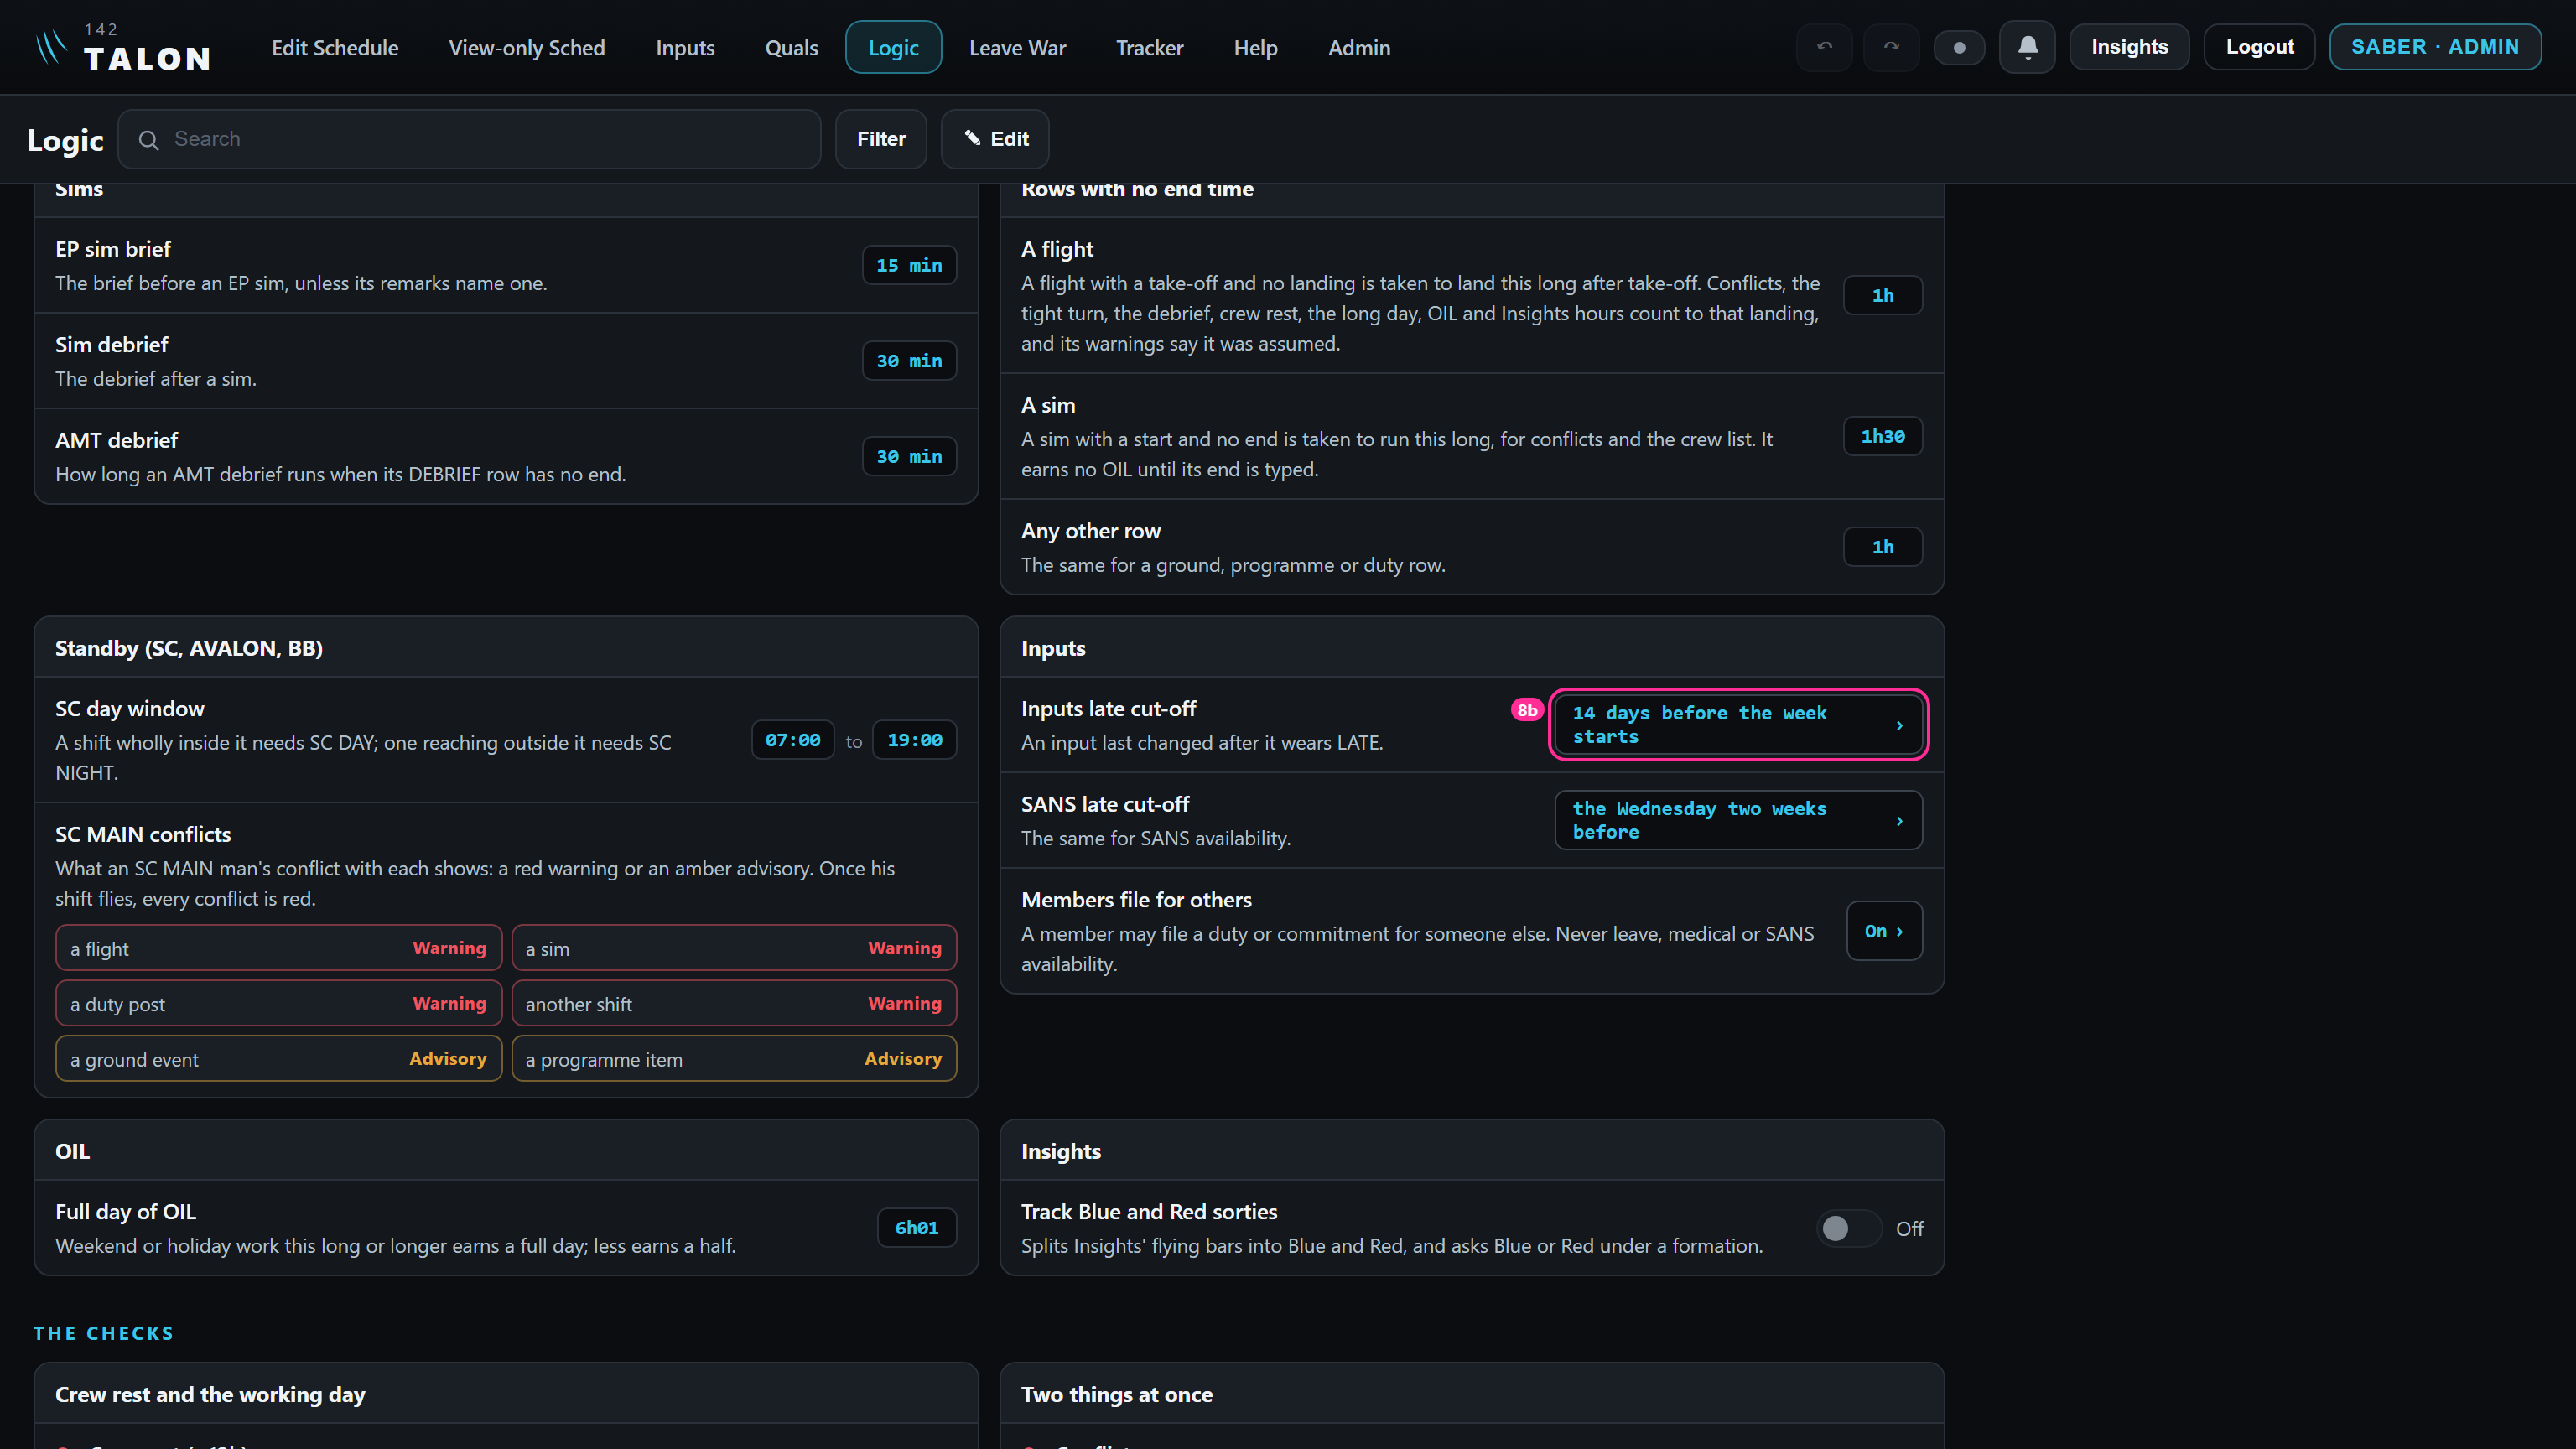 142
TALON
Edit Schedule
View-only Sched
Inputs
Quals
Logic
Leave War
Tracker
Help
Admin
Insights
Logout
SABER · ADMIN
Logic
Search
Filter
Edit
Sims
EP sim brief
The brief before an EP sim, unless its remarks name one.
15 min
Sim debrief
The debrief after a sim.
30 min
AMT debrief
How long an AMT debrief runs when its DEBRIEF row has no end.
30 min
Rows with no end time
A flight
A flight with a take-off and no landing is taken to land this long after take-off. Conflicts, the
tight turn, the debrief, crew rest, the long day, OIL and Insights hours count to that landing,
and its warnings say it was assumed.
1h
A sim
A sim with a start and no end is taken to run this long, for conflicts and the crew list. It
earns no OIL until its end is typed.
1h30
Any other row
The same for a ground, programme or duty row.
1h
Standby (SC, AVALON, BB)
SC day window
A shift wholly inside it needs SC DAY; one reaching outside it needs SC
NIGHT.
07:00 to 19:00
SC MAIN conflicts
What an SC MAIN man's conflict with each shows: a red warning or an amber advisory. Once his
shift flies, every conflict is red.
a flight Warning
a sim Warning
a duty post Warning
another shift Warning
a ground event Advisory
a programme item Advisory
Inputs
Inputs late cut-off
An input last changed after it wears LATE.
8b
14 days before the week
starts
SANS late cut-off
The same for SANS availability.
the Wednesday two weeks
before
Members file for others
A member may file a duty or commitment for someone else. Never leave, medical or SANS
availability.
On
OIL
Full day of OIL
Weekend or holiday work this long or longer earns a full day; less earns a half.
6h01
Insights
Track Blue and Red sorties
Splits Insights' flying bars into Blue and Red, and asks Blue or Red under a formation.
Off
THE CHECKS
Crew rest and the working day
Two things at once